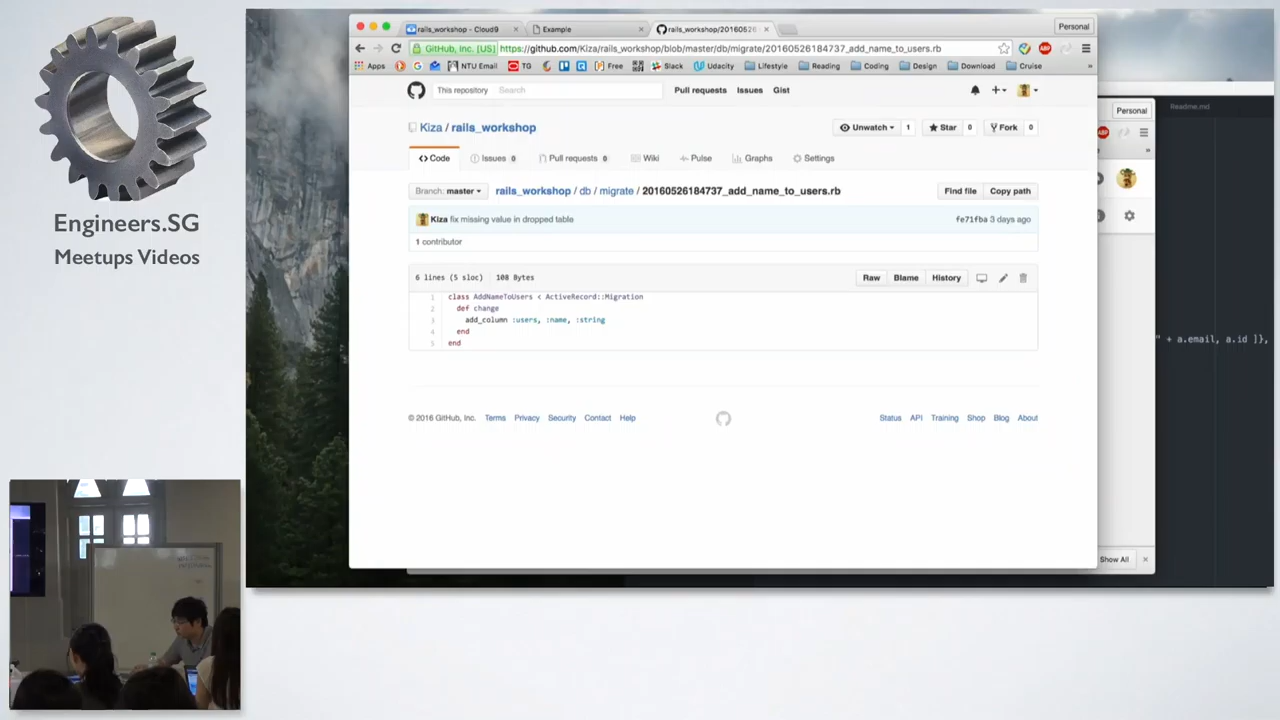 Engineers.SG
Meetups Videos
rails_workshop - Cloud9
Example
rails_workshop/20160526
Personal
GitHub, Inc. [US]
https://github.com/Kiza/rails_workshop/blob/master/db/migrate/20160526184737_add_name_to_users.rb
Apps
NTU Email
TG
Free
Slack
Udacity
Lifestyle
Reading
Coding
Design
Download
Cruise
»
This repository
Search
Pull requests
Issues
Gist
Kiza / rails_workshop
Unwatch
1
Star
0
Fork
0
Code
Issues 0
Pull requests 0
Wiki
Pulse
Graphs
Settings
Branch: master
rails_workshop / db / migrate / 20160526184737_add_name_to_users.rb
Find file
Copy path
Kiza fix missing value in dropped table
fe71fba 3 days ago
1 contributor
6 lines (5 sloc) 108 Bytes
Raw
Blame
History
1 class AddNameToUsers < ActiveRecord::Migration
2 def change
3 add_column :users, :name, :string
4 end
5 end
© 2016 GitHub, Inc.
Terms
Privacy
Security
Contact
Help
Status
API
Training
Shop
Blog
About
Readme.md
Personal
ABP
»
" + a.email, a.id ]},
Show All